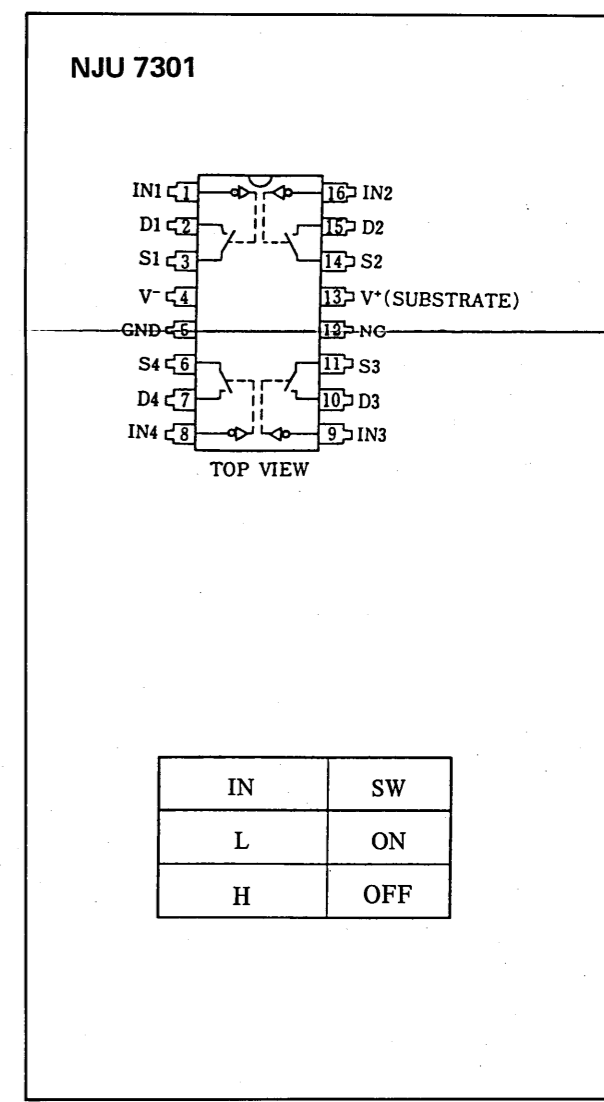 NJU 7301
IN1 1 16 IN2
D1 2 15 D2
S1 3 14 S2
V⁻ 4 13 V⁺(SUBSTRATE)
GND 5 12 NC
S4 6 11 S3
D4 7 10 D3
IN4 8 9 IN3
TOP VIEW
IN SW
L ON
H OFF